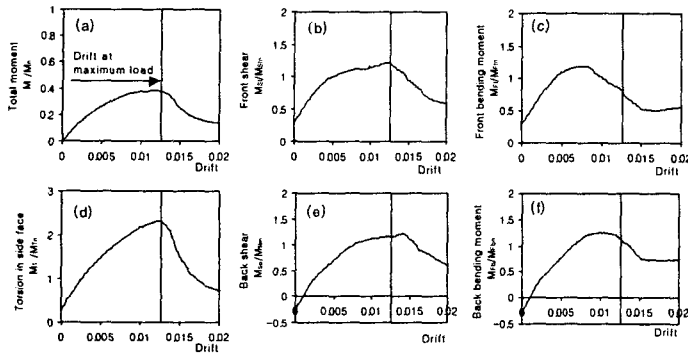 (a)
Total moment
M /Mn
Drift at
maximum load
1
0.8
0.6
0.4
0.2
0
0 0.005 0.01 0.015 0.02
Drift
(b)
Front shear
2
1.5
1
0.5
0
0 0.005 0.01 0.015 0.02
Drift
(c)
Front bending moment
2
1.5
1
0.5
0
0 0.005 0.01 0.015 0.02
Drift
(d)
Torsion in side face
3
2
1
0
0 0.005 0.01 0.015 0.02
Drift
(e)
Back shear
2
1.5
1
0.5
0
-0.5
0.005 0.01 0.015 0.02
Drift
(f)
Back bending moment
2
1.5
1
0.5
0
-0.5
0.005 0.01 0.015 0.02
Drift